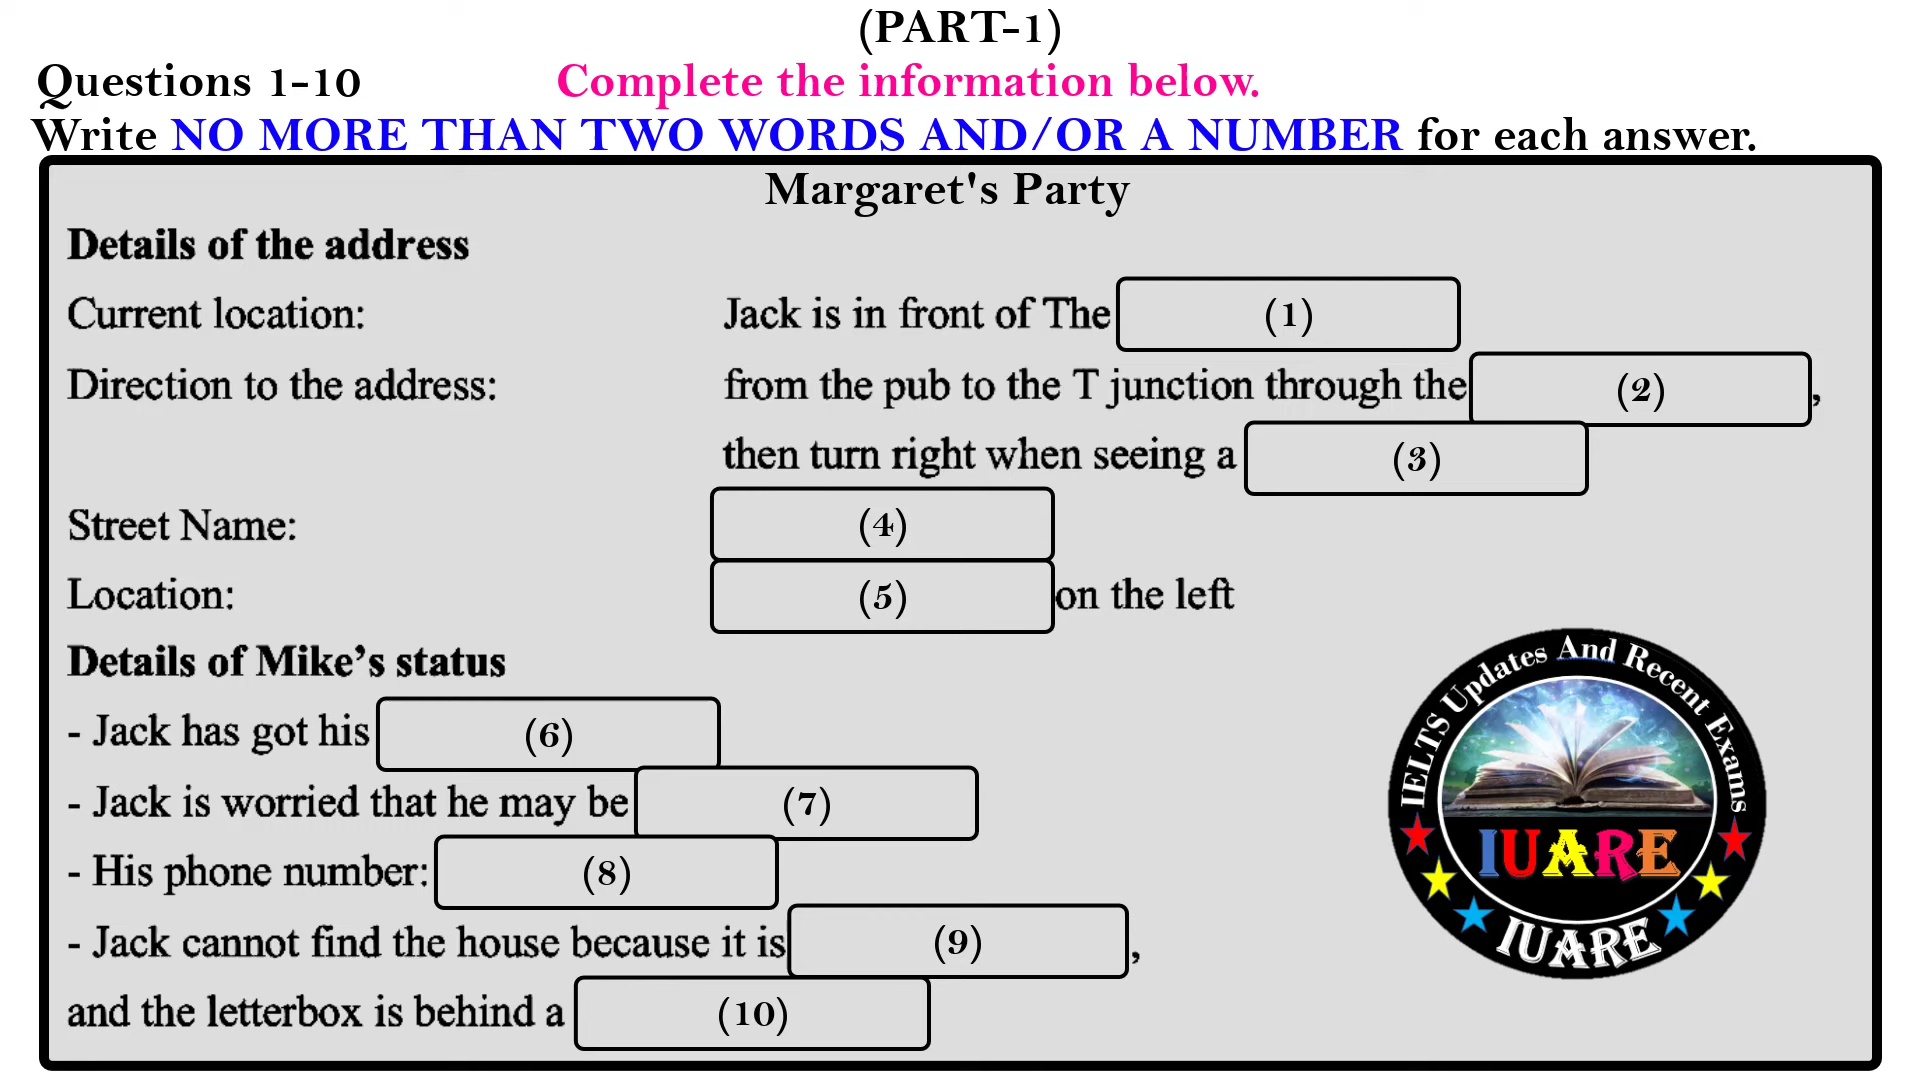 (PART-1)
Questions 1-10 Complete the information below.
Write NO MORE THAN TWO WORDS AND/OR A NUMBER for each answer.
Margaret's Party
Details of the address
Current location: Jack is in front of The (1)
Direction to the address: from the pub to the T junction through the (2),
then turn right when seeing a (3)
Street Name: (4)
Location: (5) on the left
Details of Mike's status
- Jack has got his (6)
- Jack is worried that he may be (7)
- His phone number: (8)
- Jack cannot find the house because it is (9),
and the letterbox is behind a (10)
IELTS Updates And Recent Exams
IUARE
IUARE